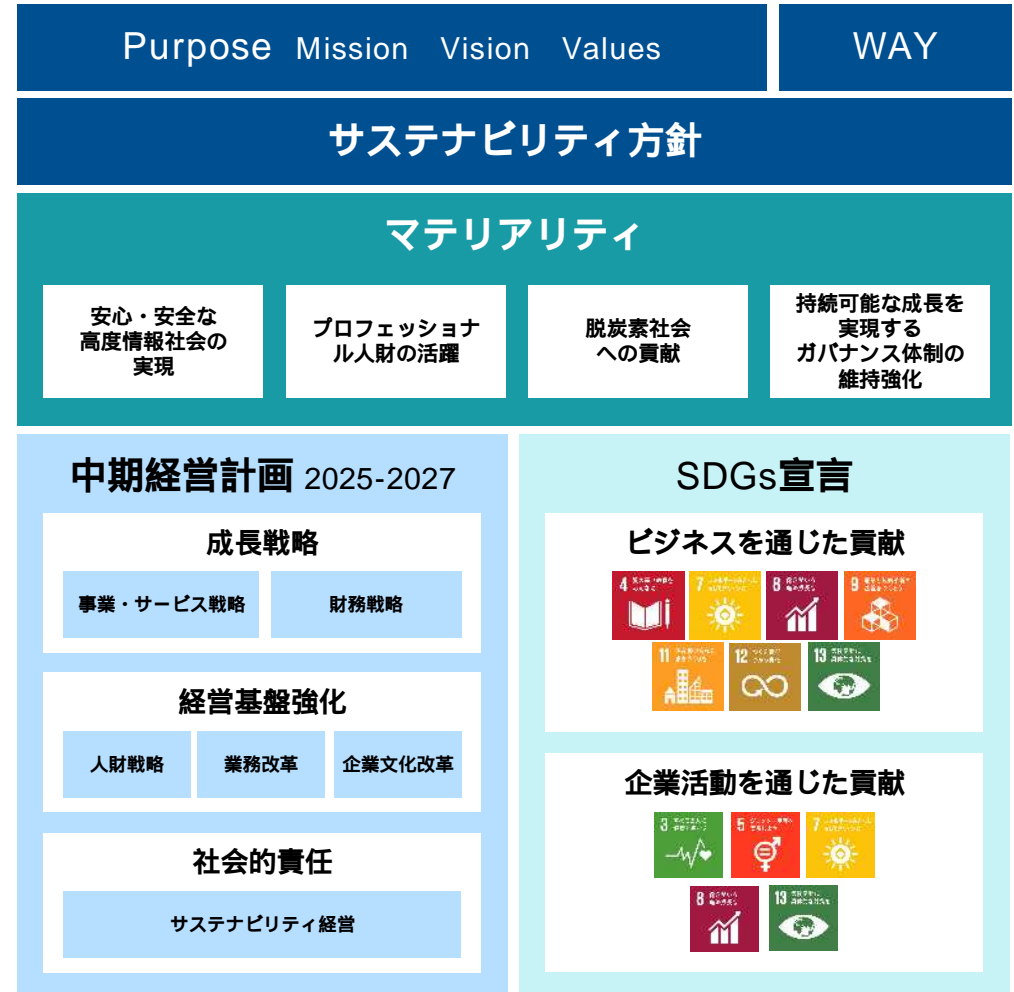 Purpose Mission Vision Values
WAY
サステナビリティ方針
マテリアリティ
安心・安全な
高度情報社会の
実現
プロフェッショナ
ル人財の活躍
脱炭素社会
への貢献
持続可能な成長を
実現する
ガバナンス体制の
維持強化
中期経営計画 2025-2027
成長戦略
事業・サービス戦略
財務戦略
経営基盤強化
人財戦略
業務改革
企業文化改革
社会的責任
サステナビリティ経営
SDGs宣言
ビジネスを通じた貢献
4
7
8
9
11
12
13
企業活動を通じた貢献
3
5
7
8
13